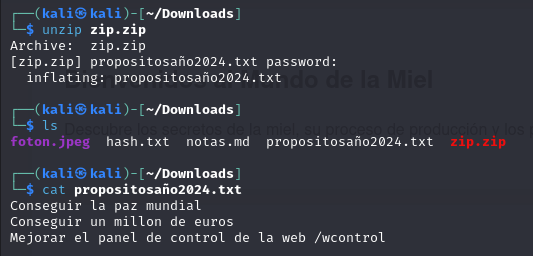 ┌──(kali㉿kali)-[~/Downloads]
└─$ unzip zip.zip
Archive:  zip.zip
[zip.zip] propositosaño2024.txt password:
  inflating: propositosaño2024.txt
┌──(kali㉿kali)-[~/Downloads]
└─$ ls
foton.jpeg  hash.txt  notas.md  propositosaño2024.txt  zip.zip
┌──(kali㉿kali)-[~/Downloads]
└─$ cat propositosaño2024.txt
Conseguir la paz mundial
Conseguir un millon de euros
Mejorar el panel de control de la web /wcontrol